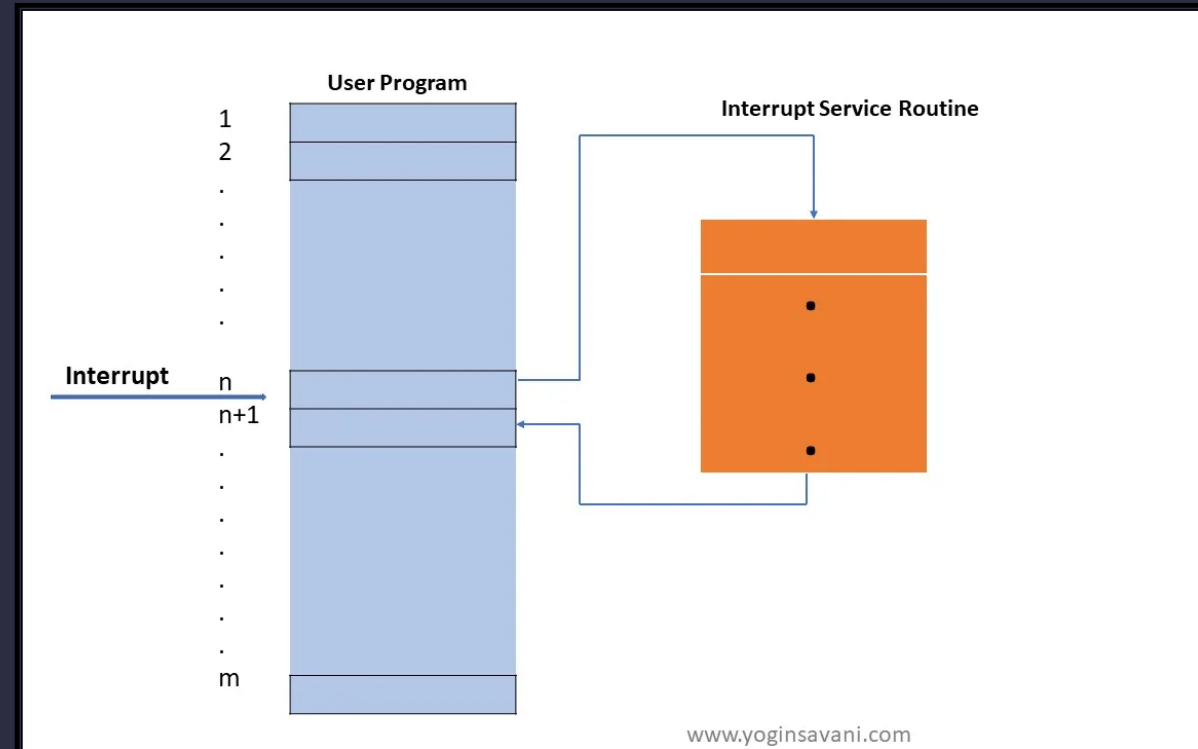 User Program
Interrupt Service Routine
1
2
.
.
.
.
.
Interrupt
n
n+1
.
.
.
.
.
.
.
m
www.yoginsavani.com